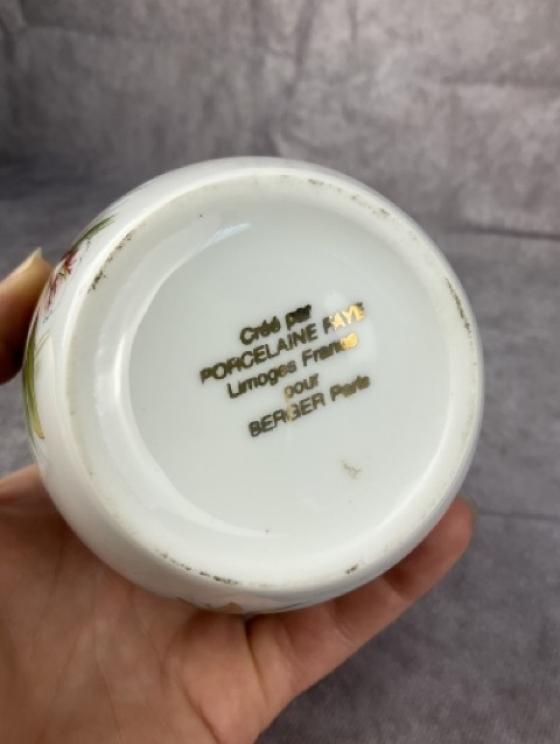 Créé par
PORCELAINE FAYE
Limoges France
pour
BERGER Paris